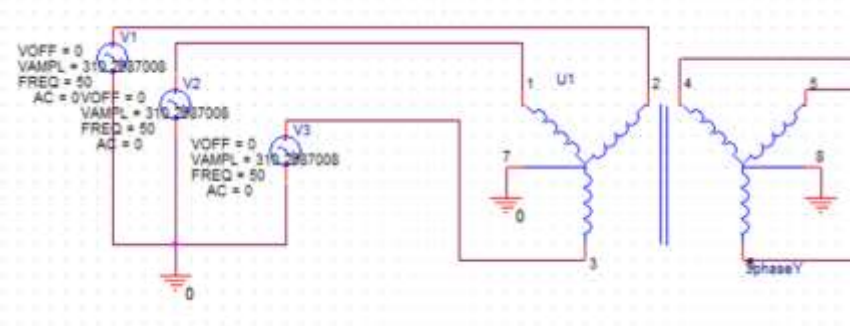 V1
VOFF = 0
VAMPL = 310.2687008
FREQ = 50
AC = 0
V2
VOFF = 0
VAMPL = 310.2687008
FREQ = 50
AC = 0
V3
VOFF = 0
VAMPL = 310.2687008
FREQ = 50
AC = 0
0
1
U1
2
4
5
7
0
8
3
3phaseY